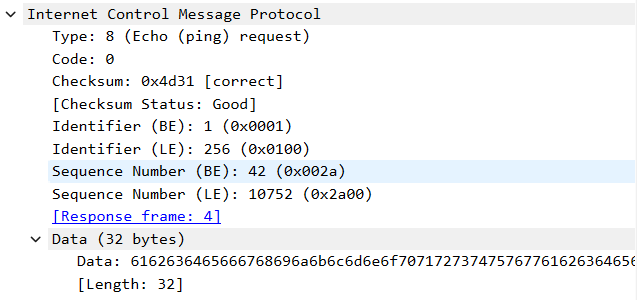 Internet Control Message Protocol
Type: 8 (Echo (ping) request)
Code: 0
Checksum: 0x4d31 [correct]
[Checksum Status: Good]
Identifier (BE): 1 (0x0001)
Identifier (LE): 256 (0x0100)
Sequence Number (BE): 42 (0x002a)
Sequence Number (LE): 10752 (0x2a00)
[Response frame: 4]
Data (32 bytes)
Data: 6162636465666768696a6b6c6d6e6f7071727374757677616263646566
[Length: 32]